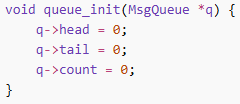 void queue_init(MsgQueue *q) {
    q->head = 0;
    q->tail = 0;
    q->count = 0;
}